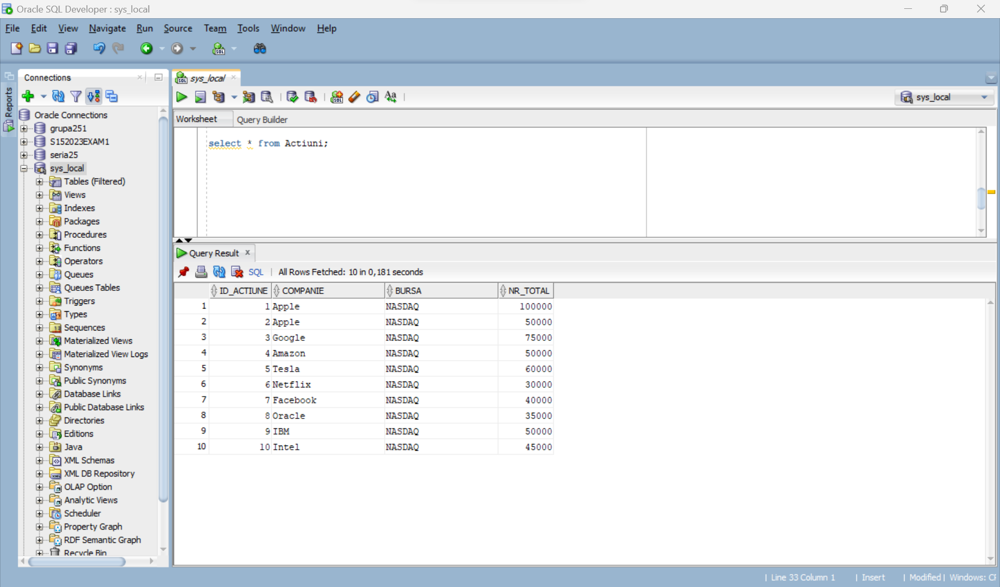 Oracle SQL Developer : sys_local
File Edit View Navigate Run Source Team Tools Window Help
Reports
Connections
Oracle Connections
grupa251
S152023EXAM1
seria25
sys_local
Tables (Filtered)
Views
Indexes
Packages
Procedures
Functions
Operators
Queues
Queues Tables
Triggers
Types
Sequences
Materialized Views
Materialized View Logs
Synonyms
Public Synonyms
Database Links
Public Database Links
Directories
Editions
Java
XML Schemas
XML DB Repository
OLAP Option
Analytic Views
Scheduler
Property Graph
RDF Semantic Graph
Recycle Bin
sys_local
sys_local
Worksheet Query Builder
select * from Actiuni;
Query Result
SQL | All Rows Fetched: 10 in 0,181 seconds
ID_ACTIUNE COMPANIE BURSA NR_TOTAL
1 1 Apple NASDAQ 100000
2 2 Apple NASDAQ 50000
3 3 Google NASDAQ 75000
4 4 Amazon NASDAQ 50000
5 5 Tesla NASDAQ 60000
6 6 Netflix NASDAQ 30000
7 7 Facebook NASDAQ 40000
8 8 Oracle NASDAQ 35000
9 9 IBM NASDAQ 50000
10 10 Intel NASDAQ 45000
| Line 33 Column 1 | Insert | Modified | Windows: CF